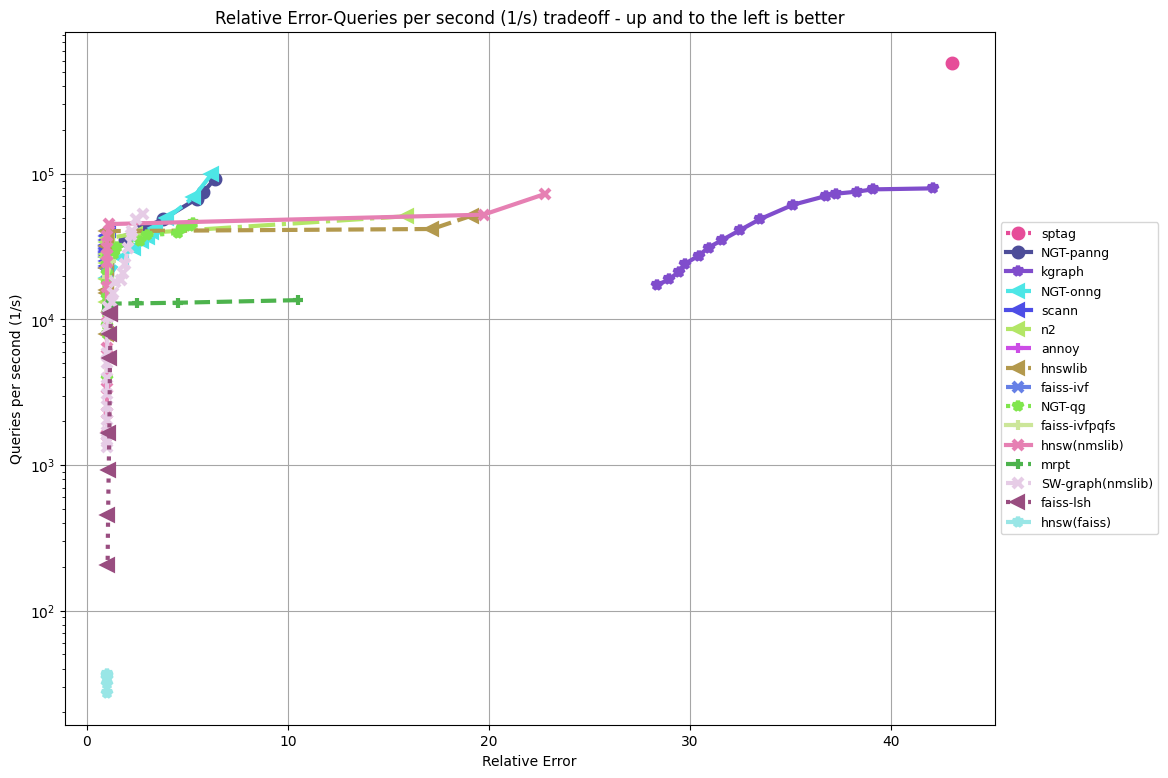 Relative Error-Queries per second (1/s) tradeoff - up and to the left is better
Queries per second (1/s)
10^5
10^4
10^3
10^2
0 10 20 30 40
Relative Error
sptag
NGT-panng
kgraph
NGT-onng
scann
n2
annoy
hnswlib
faiss-ivf
NGT-qg
faiss-ivfpqfs
hnsw(nmslib)
mrpt
SW-graph(nmslib)
faiss-lsh
hnsw(faiss)